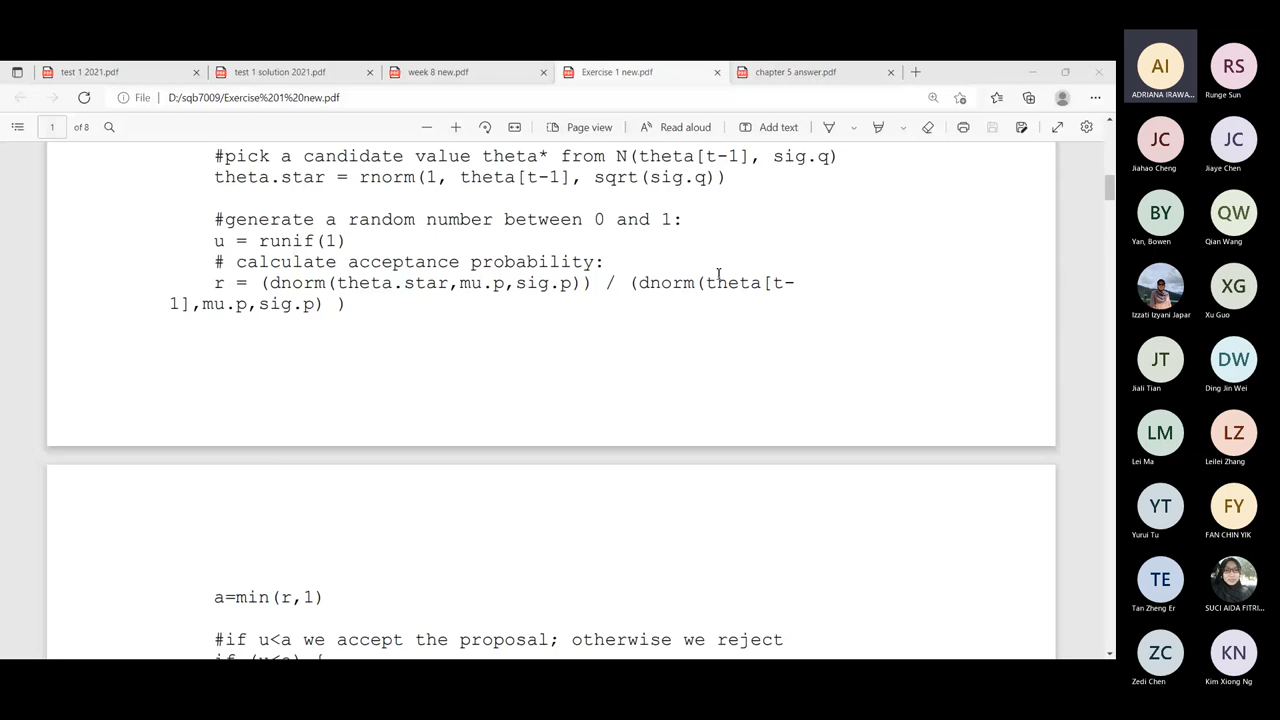 test 1 2021.pdf
test 1 solution 2021.pdf
week 8 new.pdf
Exercise 1 new.pdf
chapter 5 answer.pdf
File
D:/sqb7009/Exercise%201%20new.pdf
1 of 8
Page view
Read aloud
Add text
#pick a candidate value theta* from N(theta[t-1], sig.q)
theta.star = rnorm(1, theta[t-1], sqrt(sig.q))
#generate a random number between 0 and 1:
u = runif(1)
# calculate acceptance probability:
r = (dnorm(theta.star,mu.p,sig.p)) / (dnorm(theta[t-
1],mu.p,sig.p) )
a=min(r,1)
#if u<a we accept the proposal; otherwise we reject
if (u<a) {
AI
ADRIANA IRAWA...
RS
Runge Sun
JC
Jiahao Cheng
JC
Jiaye Chen
BY
Yan, Bowen
QW
Qian Wang
Izzati Izyani Japar
XG
Xu Guo
JT
Jiali Tian
DW
Ding Jin Wei
LM
Lei Ma
LZ
Leilei Zhang
YT
Yurui Tu
FY
FAN CHIN YIK
TE
Tan Zheng Er
SUCI AIDA FITRI...
ZC
Zedi Chen
KN
Kim Xiong Ng